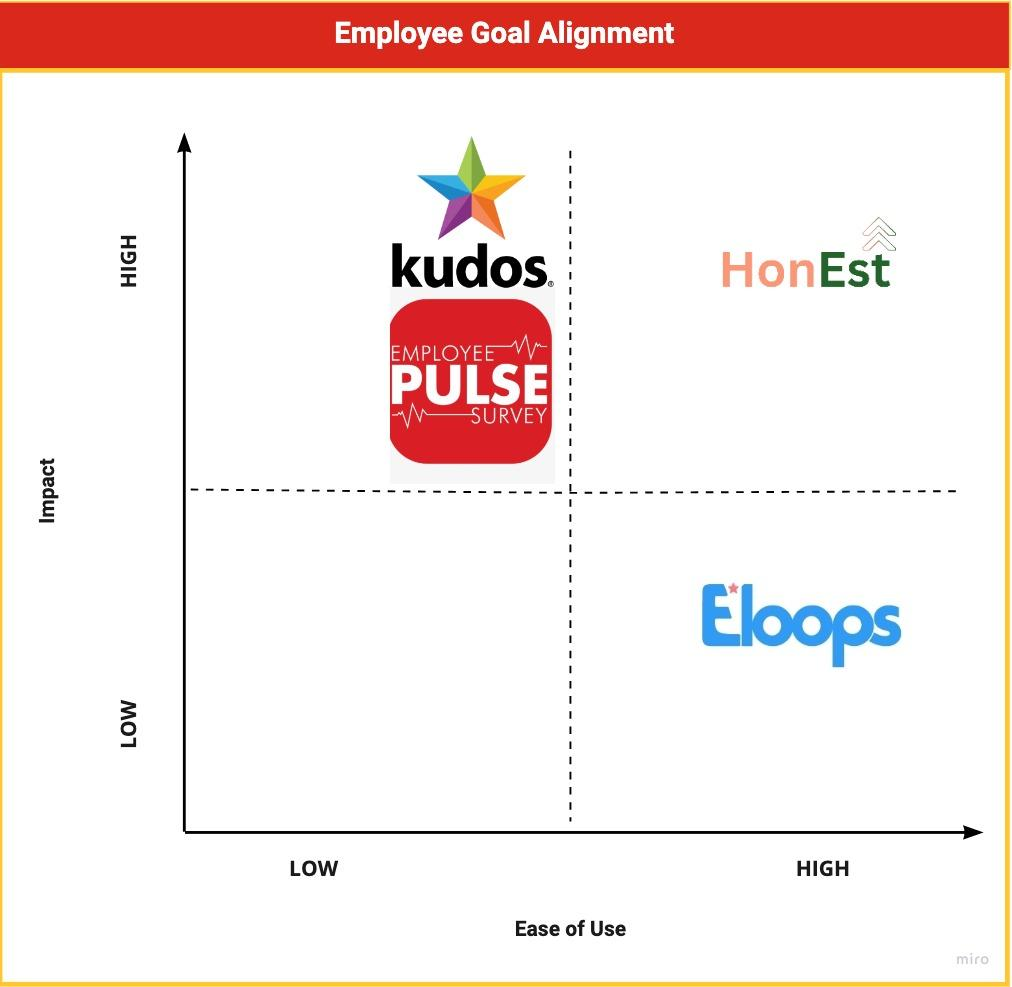 Employee Goal Alignment
HIGH
kudos®
HonEst
EMPLOYEE
PULSE
SURVEY
Impact
Eloops
LOW
LOW
HIGH
Ease of Use
miro